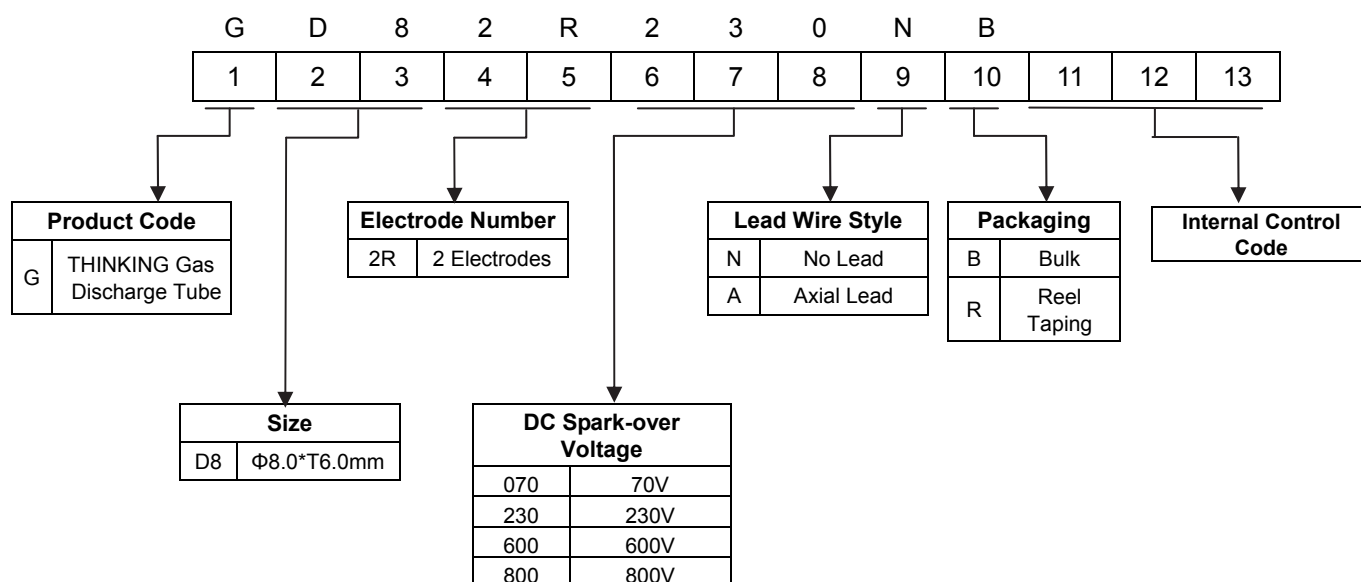 G D 8 2 R 2 3 0 N B
1 2 3 4 5 6 7 8 9 10 11 12 13
Product Code
G THINKING Gas
Discharge Tube
Electrode Number
2R 2 Electrodes
Lead Wire Style
N No Lead
A Axial Lead
Packaging
B Bulk
R Reel
Taping
Internal Control
Code
Size
D8 Φ8.0*T6.0mm
DC Spark-over
Voltage
070 70V
230 230V
600 600V
800 800V